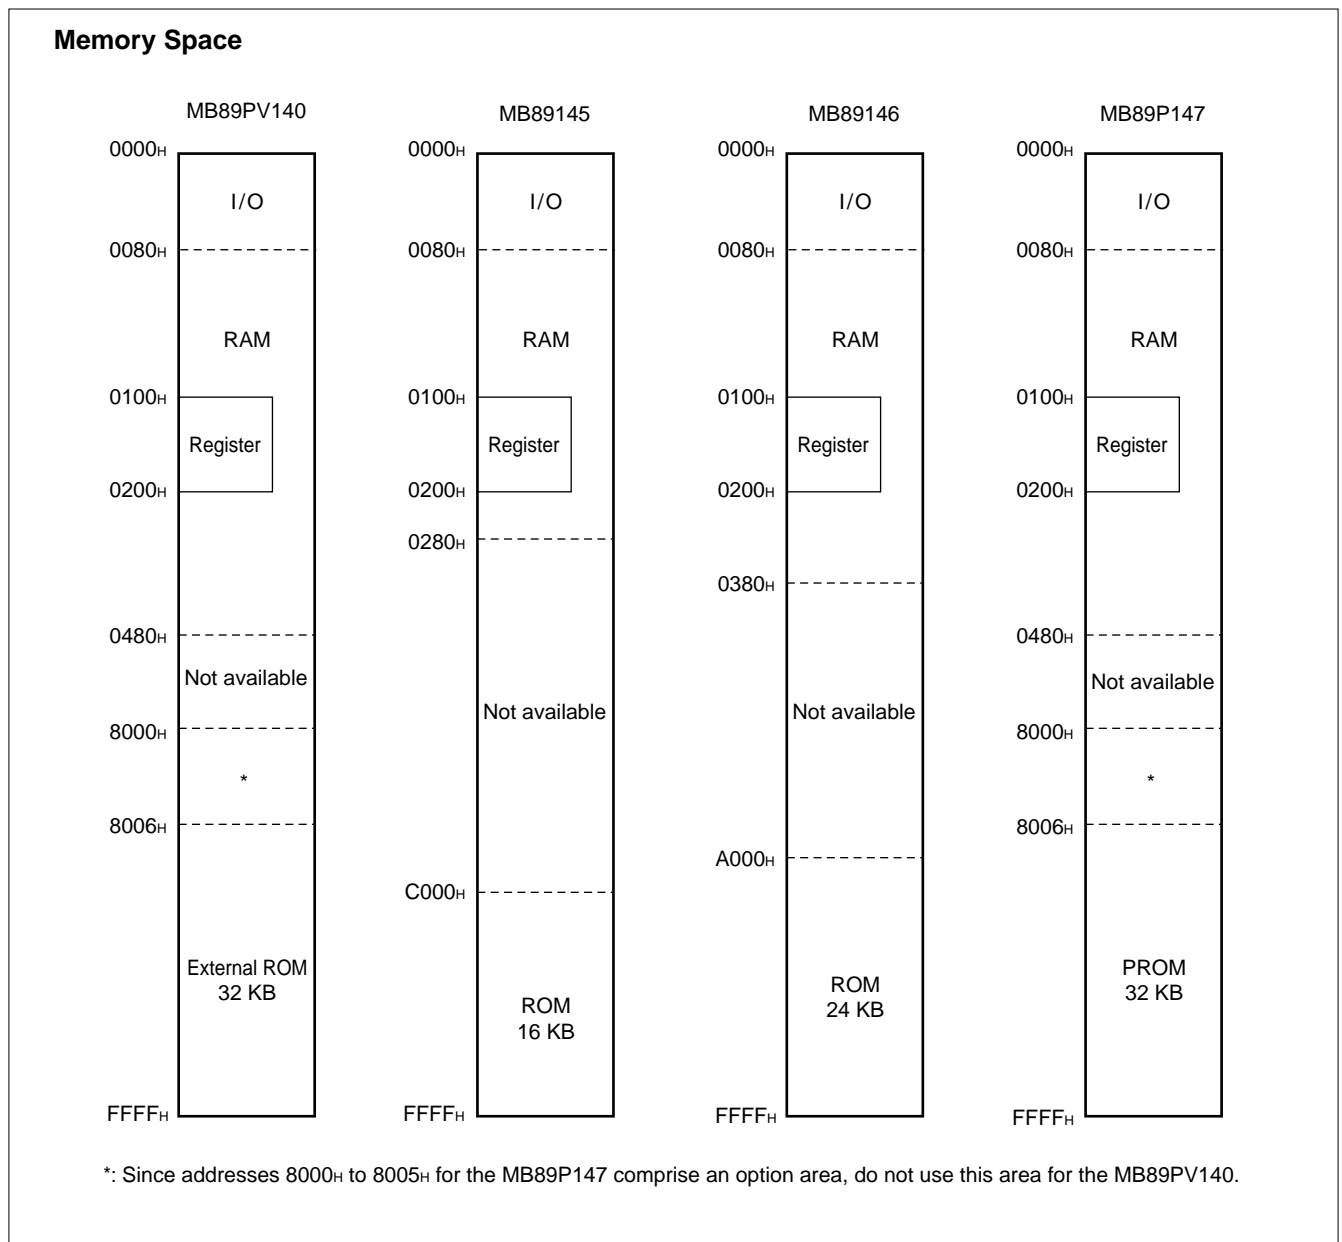 Memory Space
MB89PV140
0000H
I/O
0080H
RAM
0100H
Register
0200H
0480H
Not available
8000H
*
8006H
External ROM
32 KB
FFFFH
MB89145
0000H
I/O
0080H
RAM
0100H
Register
0200H
0280H
Not available
C000H
ROM
16 KB
FFFFH
MB89146
0000H
I/O
0080H
RAM
0100H
Register
0200H
0380H
Not available
A000H
ROM
24 KB
FFFFH
MB89P147
0000H
I/O
0080H
RAM
0100H
Register
0200H
0480H
Not available
8000H
*
8006H
PROM
32 KB
FFFFH
*: Since addresses 8000H to 8005H for the MB89P147 comprise an option area, do not use this area for the MB89PV140.